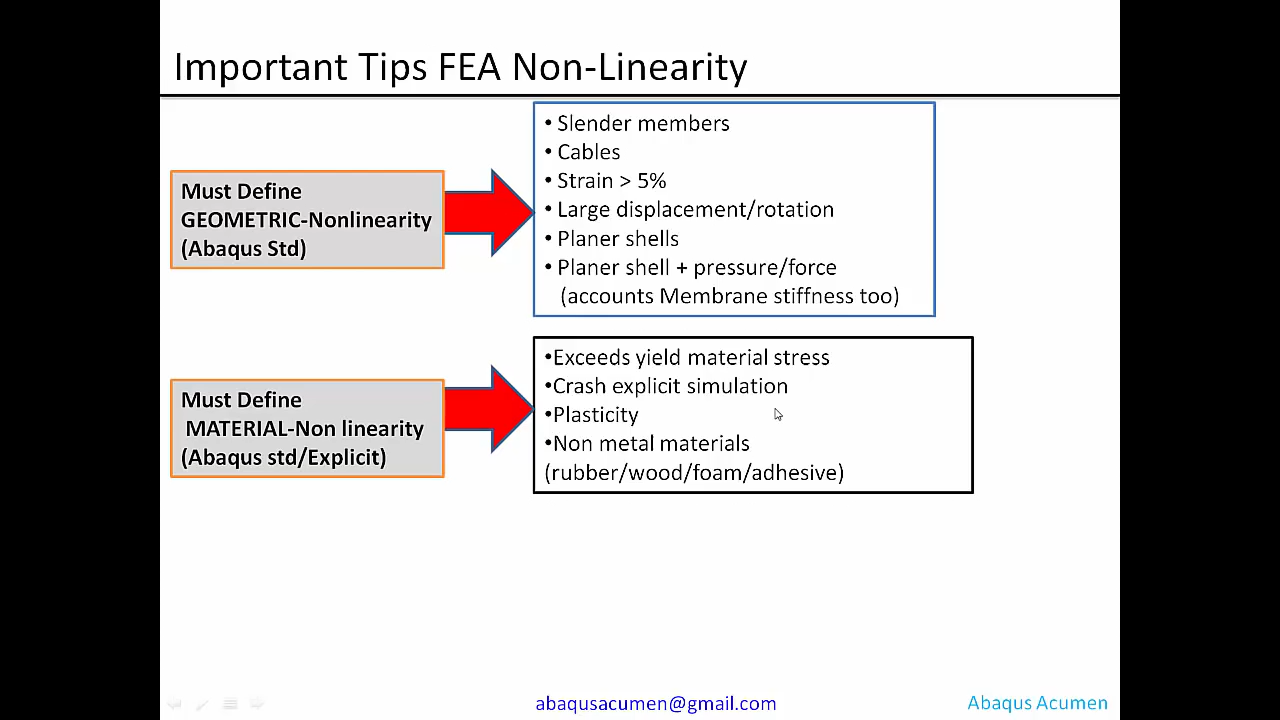 Important Tips FEA Non-Linearity
Must Define
GEOMETRIC-Nonlinearity
(Abaqus Std)
• Slender members
• Cables
• Strain > 5%
• Large displacement/rotation
• Planer shells
• Planer shell + pressure/force
(accounts Membrane stiffness too)
Must Define
MATERIAL-Non linearity
(Abaqus std/Explicit)
•Exceeds yield material stress
•Crash explicit simulation
•Plasticity
•Non metal materials
(rubber/wood/foam/adhesive)
abaqusacumen@gmail.com
Abaqus Acumen